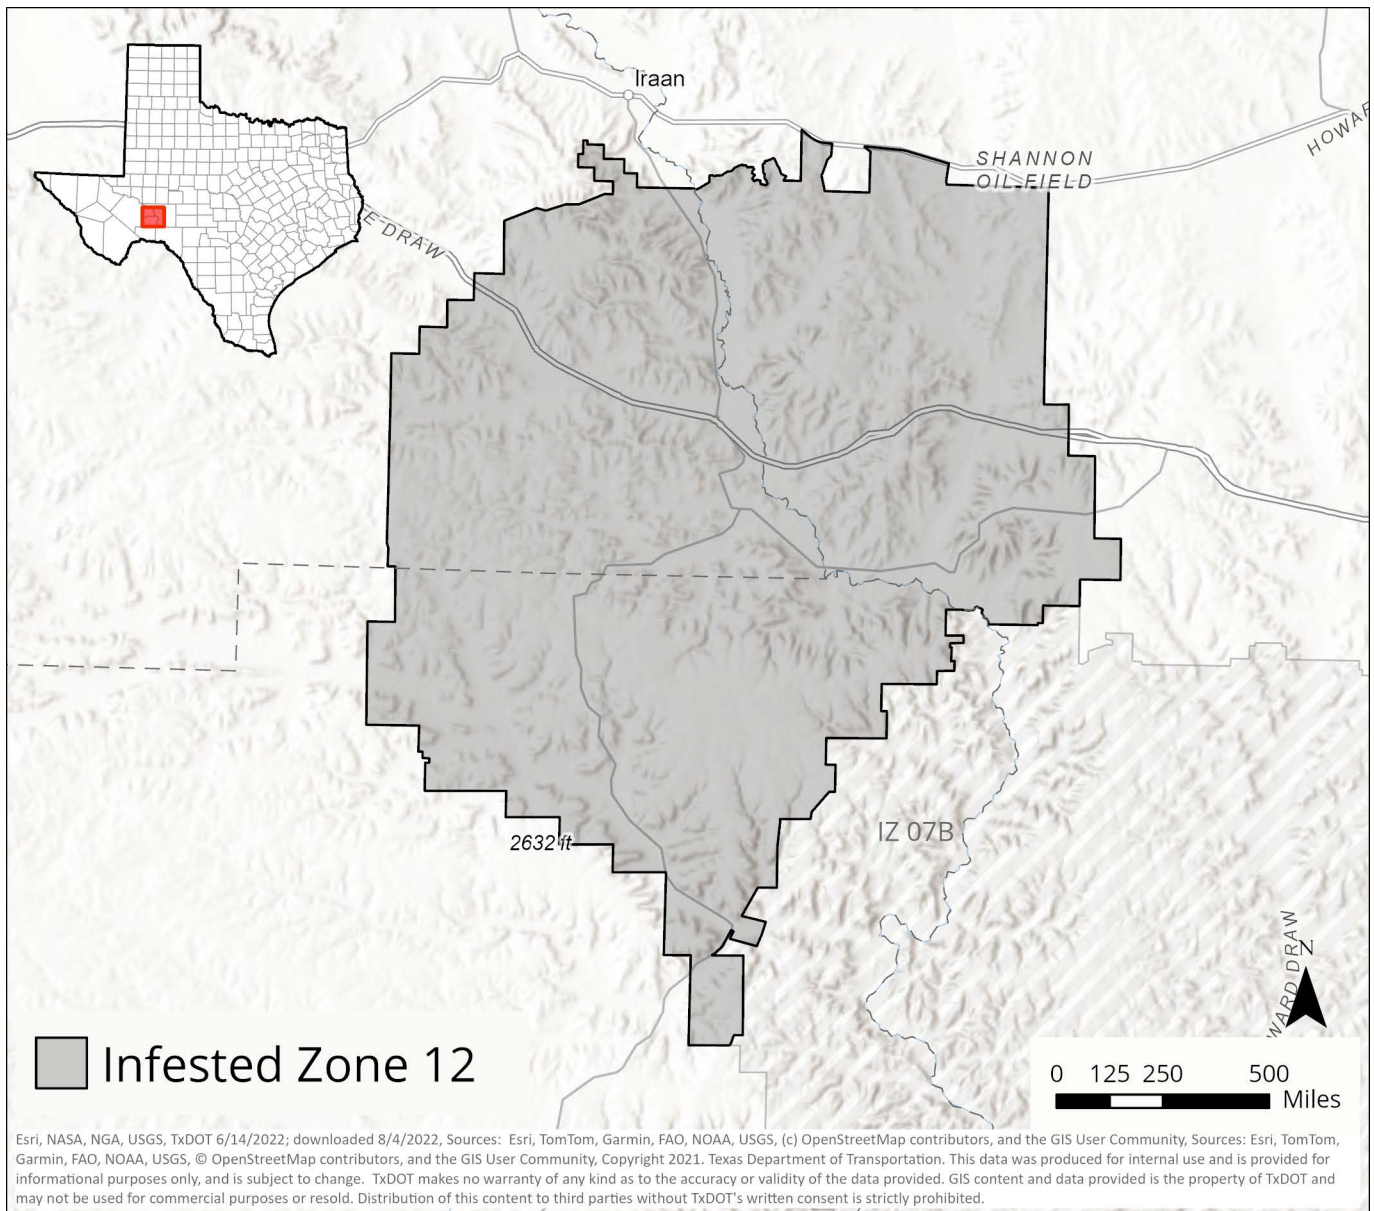 Iraan
HOWAR
SHANNON
OIL-FIELD
E DRAW
2632 ft
IZ 07B
WARD DRAW
N
Infested Zone 12
0 125 250 500
Miles
Esri, NASA, NGA, USGS, TxDOT 6/14/2022; downloaded 8/4/2022, Sources: Esri, TomTom, Garmin, FAO, NOAA, USGS, (c) OpenStreetMap contributors, and the GIS User Community, Sources: Esri, TomTom,
Garmin, FAO, NOAA, USGS, © OpenStreetMap contributors, and the GIS User Community, Copyright 2021. Texas Department of Transportation. This data was produced for internal use and is provided for
informational purposes only, and is subject to change. TxDOT makes no warranty of any kind as to the accuracy or validity of the data provided. GIS content and data provided is the property of TxDOT and
may not be used for commercial purposes or resold. Distribution of this content to third parties without TxDOT's written consent is strictly prohibited.